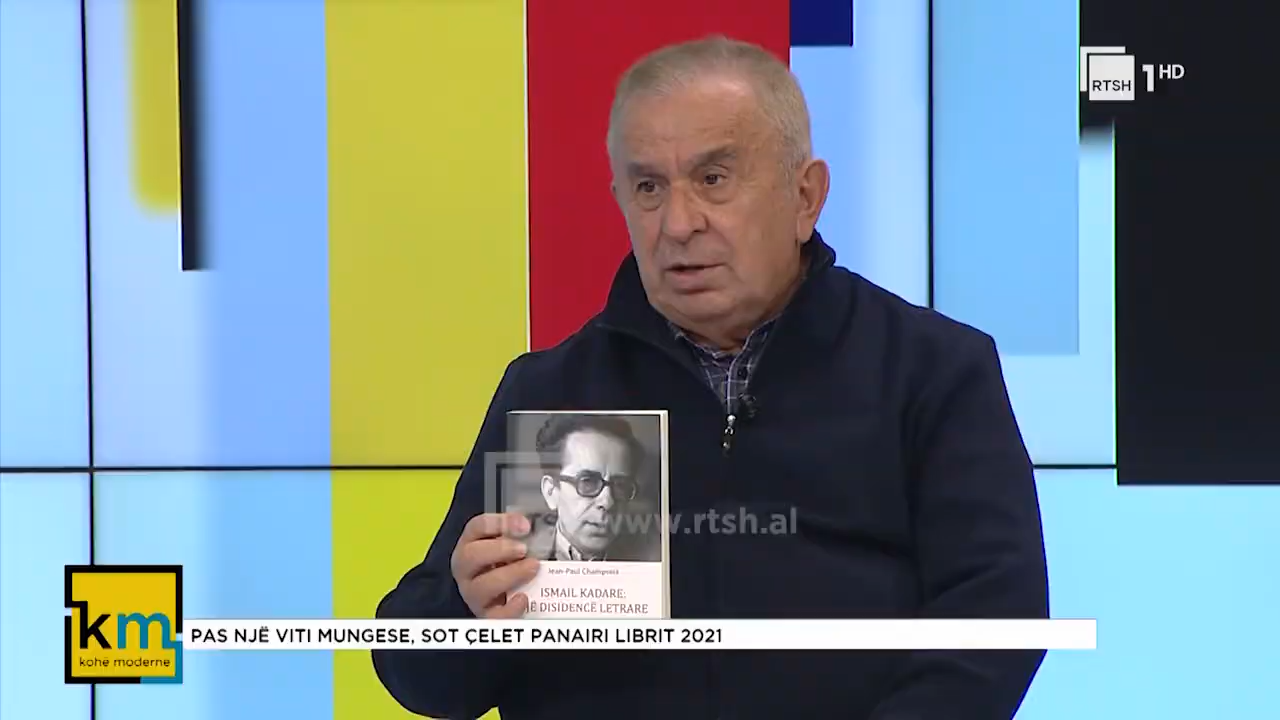 RTSH 1 HD
www.rtsh.al
Jean-Paul Champseix
ISMAIL KADARE:
NJË DISIDENCË LETRARE
km
kohë moderne
PAS NJË VITI MUNGESE, SOT ÇELET PANAIRI LIBRIT 2021